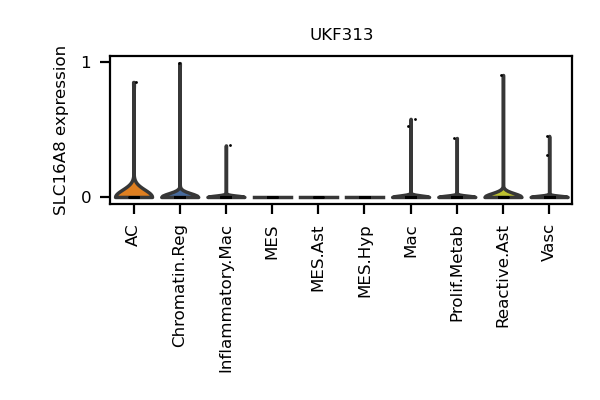 UKF313
SLC16A8 expression
1
0
AC
Chromatin.Reg
Inflammatory.Mac
MES
MES.Ast
MES.Hyp
Mac
Prolif.Metab
Reactive.Ast
Vasc